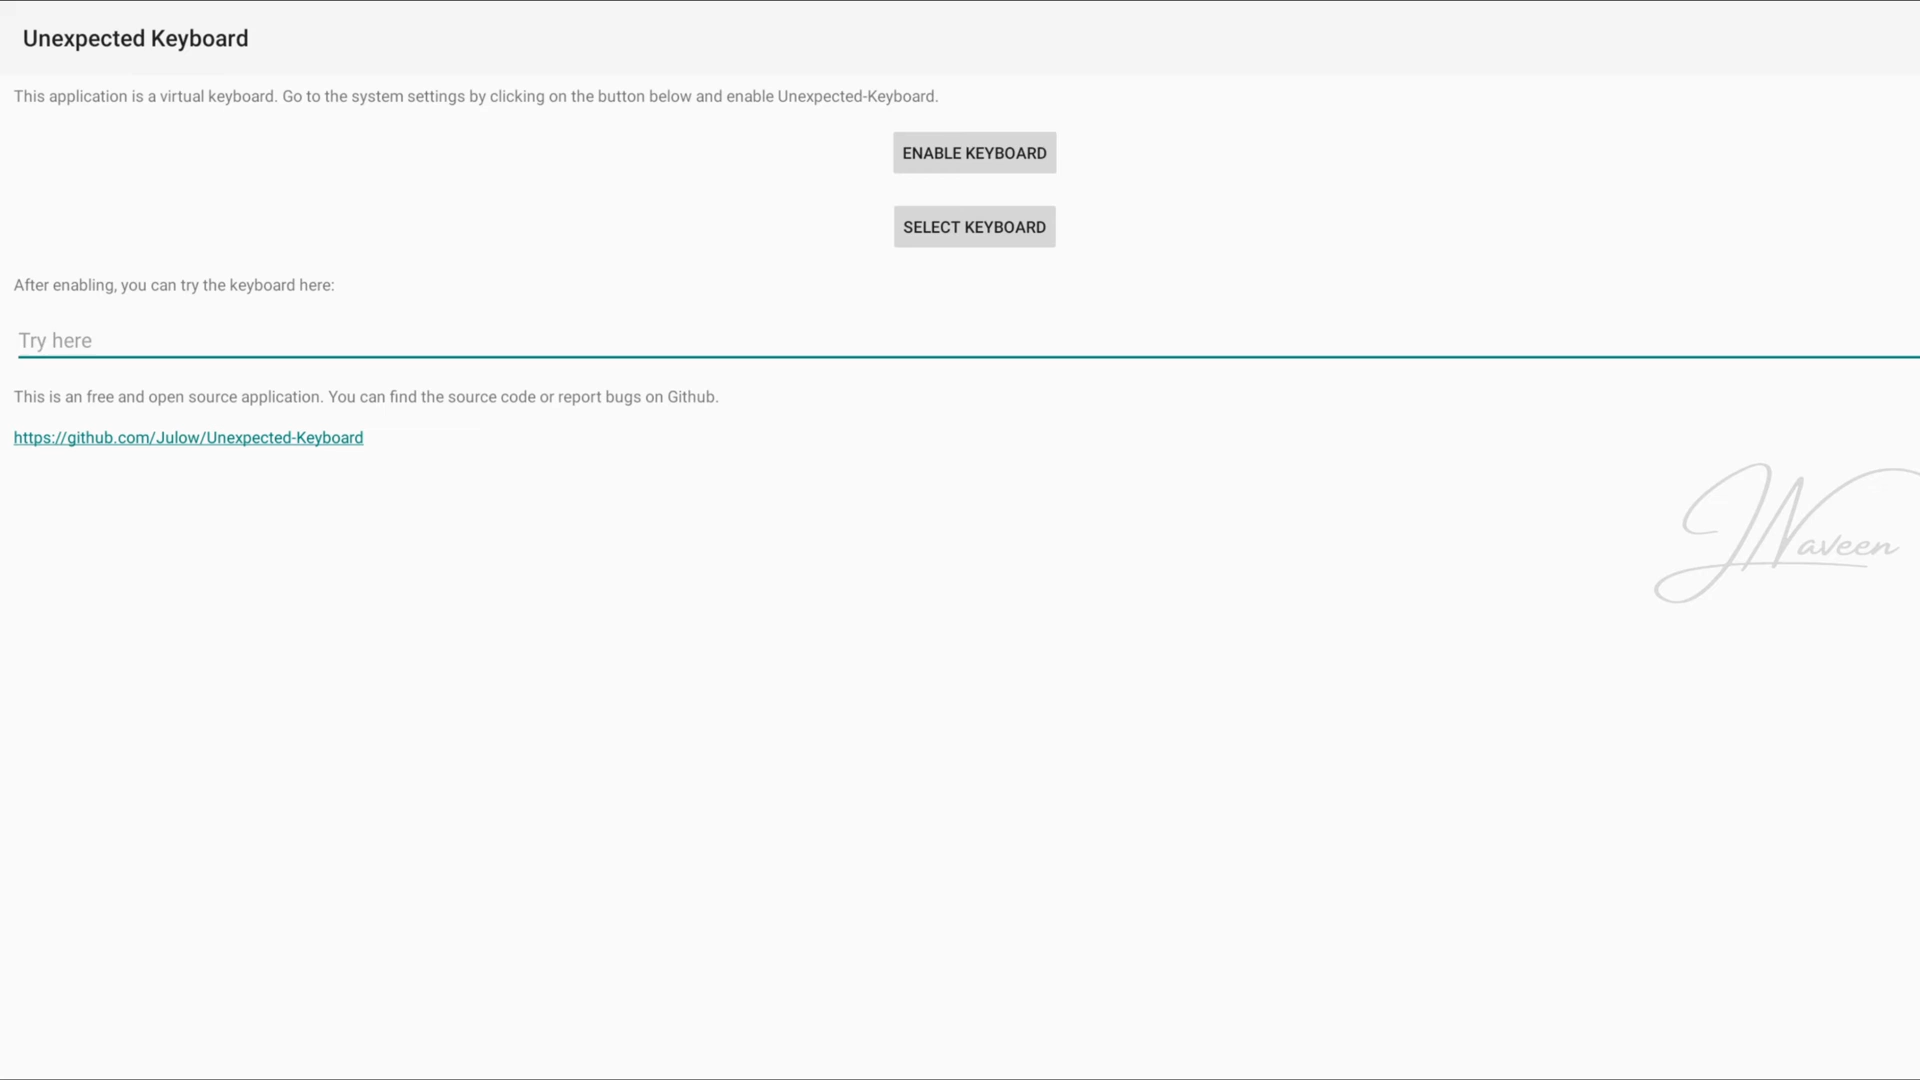 Unexpected Keyboard
This application is a virtual keyboard. Go to the system settings by clicking on the button below and enable Unexpected-Keyboard.
ENABLE KEYBOARD
SELECT KEYBOARD
After enabling, you can try the keyboard here:
Try here
This is an free and open source application. You can find the source code or report bugs on Github.
https://github.com/Julow/Unexpected-Keyboard
JNaveen